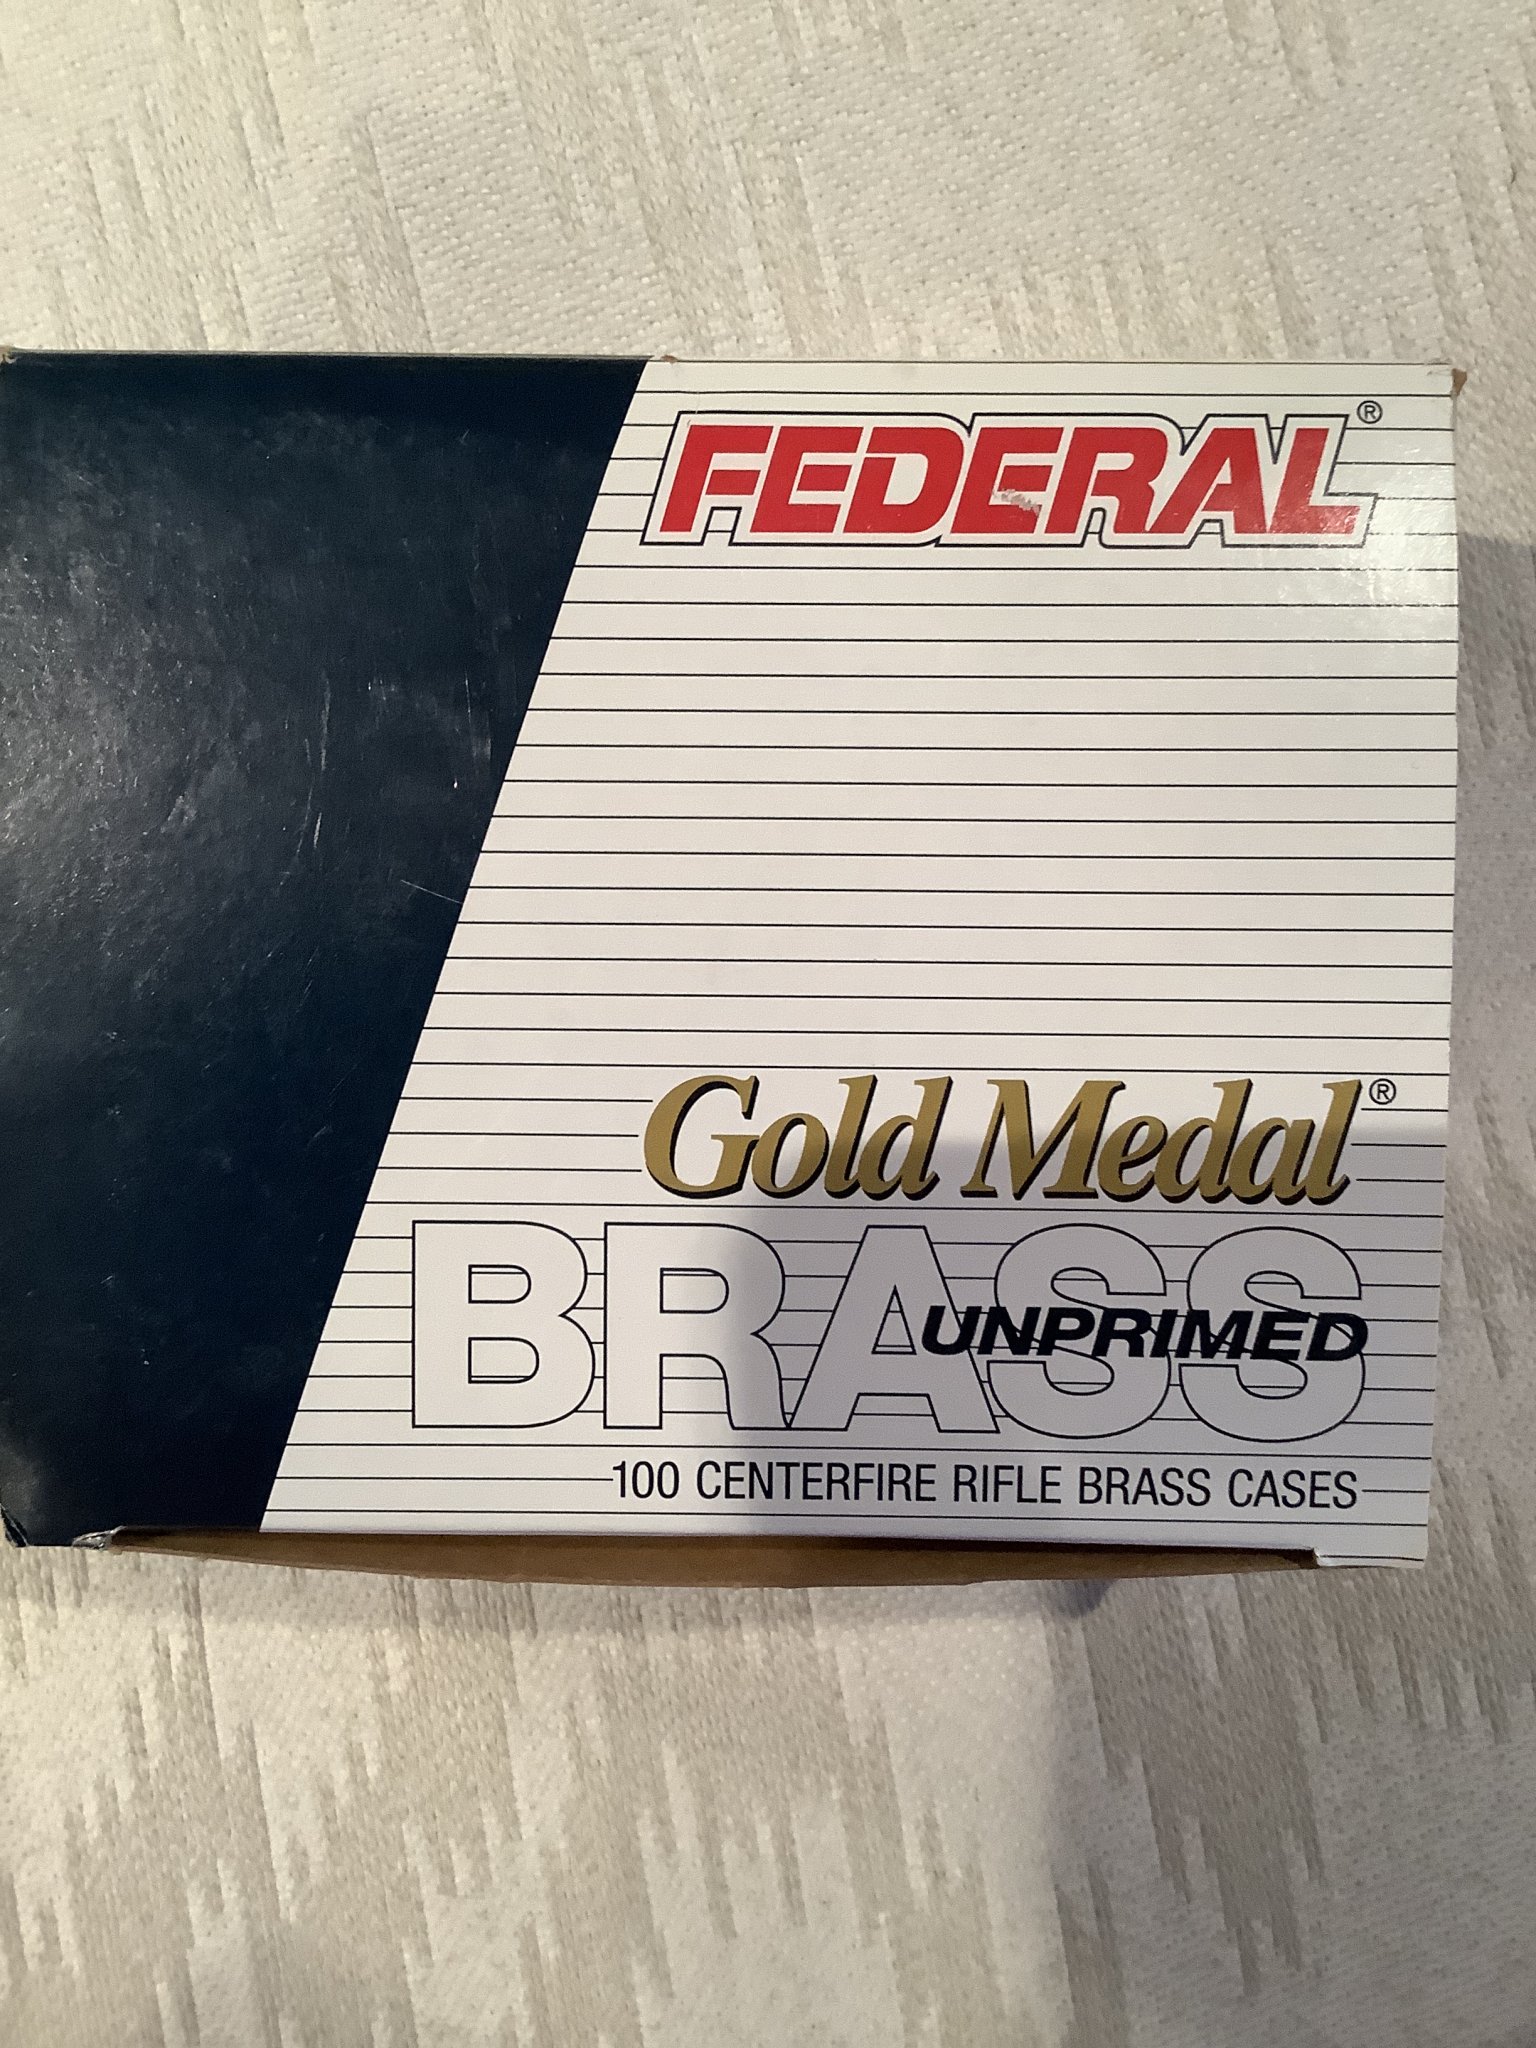 FEDERAL®
Gold Medal®
BRASS
UNPRIMED
100 CENTERFIRE RIFLE BRASS CASES